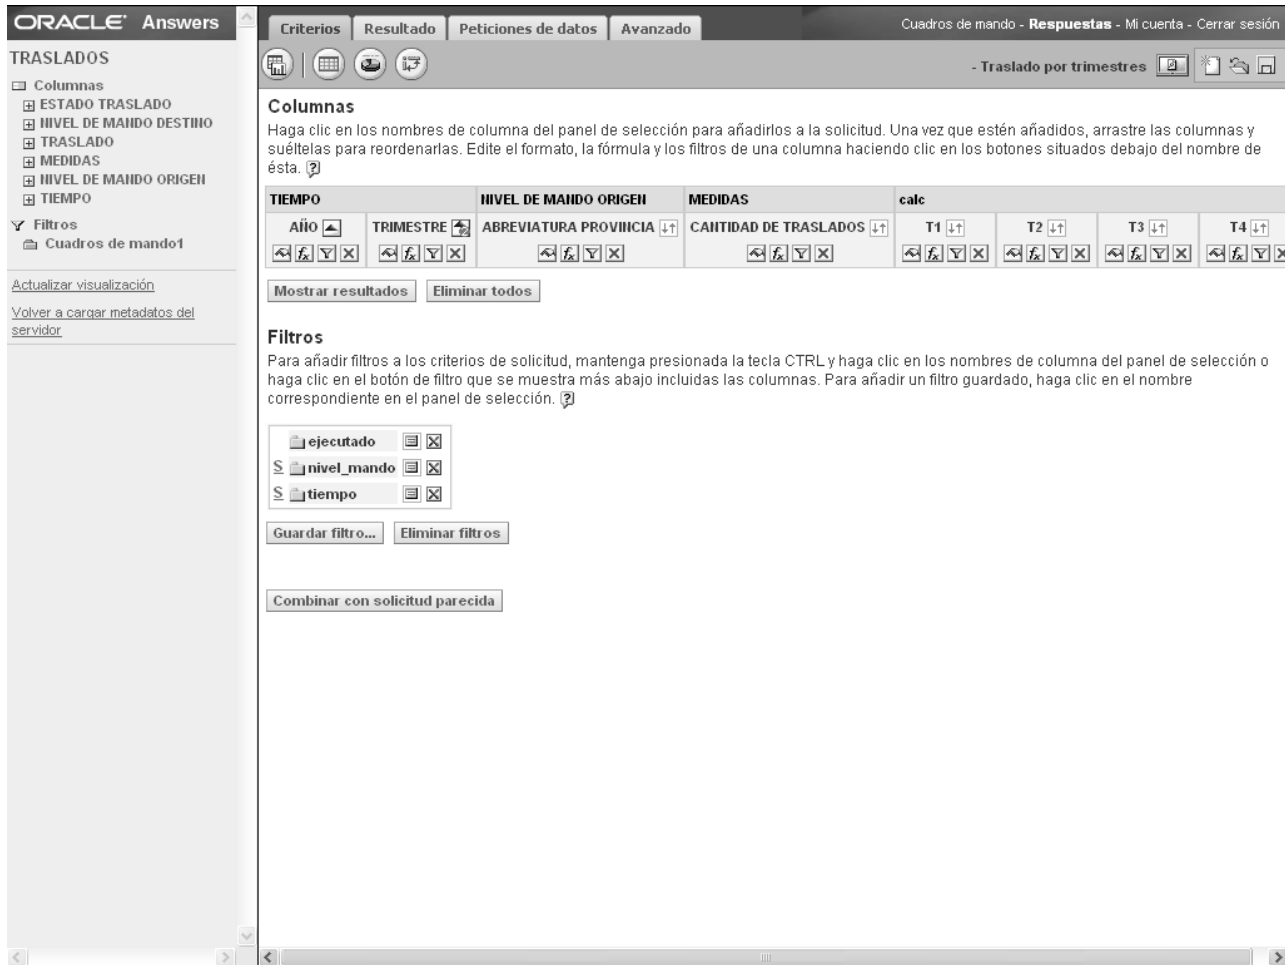 ORACLE Answers
Criterios Resultado Peticiones de datos Avanzado
Cuadros de mando - Respuestas - Mi cuenta - Cerrar sesión
TRASLADOS
Columnas
ESTADO TRASLADO
NIVEL DE MANDO DESTINO
TRASLADO
MEDIDAS
NIVEL DE MANDO ORIGEN
TIEMPO
Filtros
Cuadros de mando1
Actualizar visualización
Volver a cargar metadatos del
servidor
- Traslado por trimestres
Columnas
Haga clic en los nombres de columna del panel de selección para añadirlos a la solicitud. Una vez que estén añadidos, arrastre las columnas y
suéltelas para reordenarlas. Edite el formato, la fórmula y los filtros de una columna haciendo clic en los botones situados debajo del nombre de
ésta.
TIEMPO NIVEL DE MANDO ORIGEN MEDIDAS calc
AÑO TRIMESTRE ABREVIATURA PROVINCIA CANTIDAD DE TRASLADOS T1 T2 T3 T4
Mostrar resultados Eliminar todos
Filtros
Para añadir filtros a los criterios de solicitud, mantenga presionada la tecla CTRL y haga clic en los nombres de columna del panel de selección o
haga clic en el botón de filtro que se muestra más abajo incluidas las columnas. Para añadir un filtro guardado, haga clic en el nombre
correspondiente en el panel de selección.
ejecutado
S nivel_mando
S tiempo
Guardar filtro... Eliminar filtros
Combinar con solicitud parecida